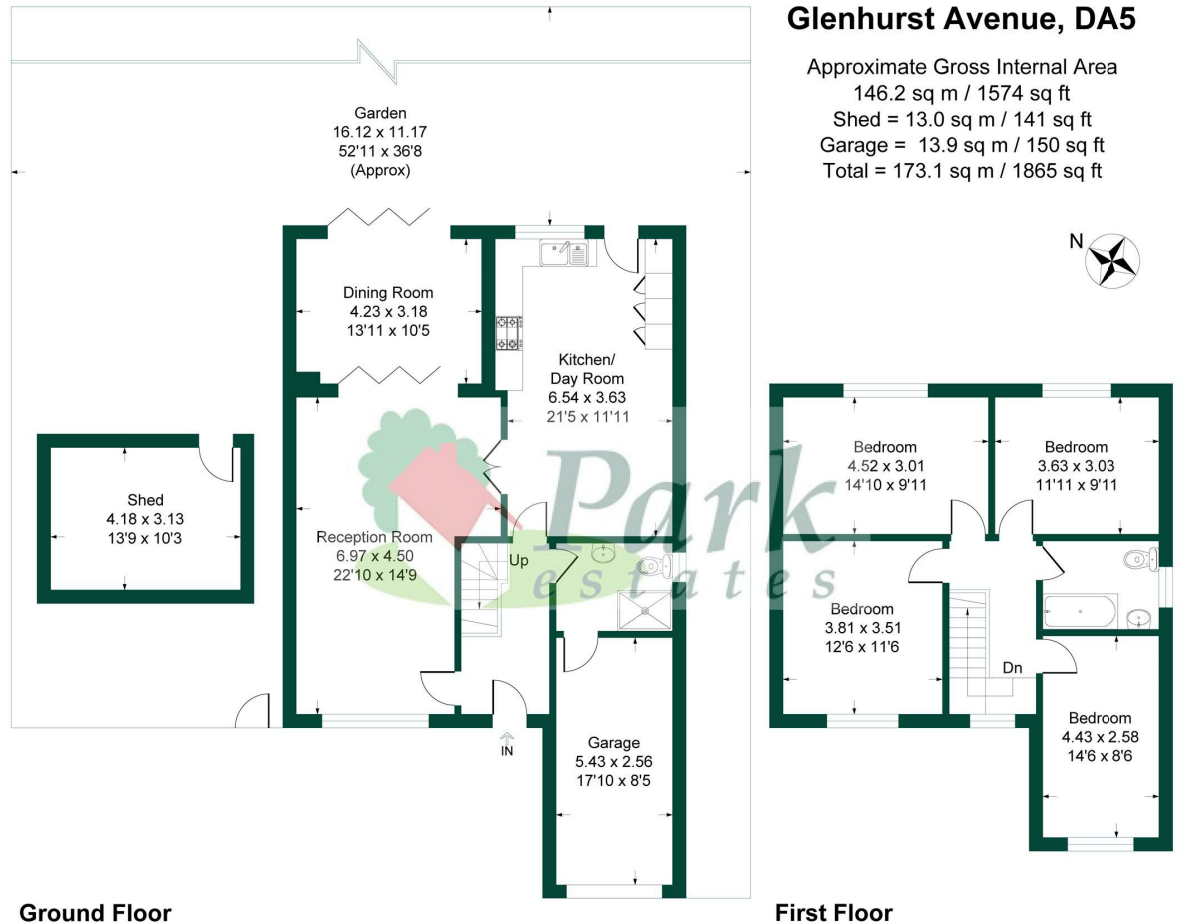 Glenhurst Avenue, DA5
Approximate Gross Internal Area
146.2 sq m / 1574 sq ft
Shed = 13.0 sq m / 141 sq ft
Garage = 13.9 sq m / 150 sq ft
Total = 173.1 sq m / 1865 sq ft
N
Garden
16.12 x 11.17
52'11 x 36'8
(Approx)
Dining Room
4.23 x 3.18
13'11 x 10'5
Kitchen/
Day Room
6.54 x 3.63
21'5 x 11'11
Shed
4.18 x 3.13
13'9 x 10'3
Reception Room
6.97 x 4.50
22'10 x 14'9
Up
Park
estates
IN
Garage
5.43 x 2.56
17'10 x 8'5
Bedroom
4.52 x 3.01
14'10 x 9'11
Bedroom
3.63 x 3.03
11'11 x 9'11
Bedroom
3.81 x 3.51
12'6 x 11'6
Dn
Bedroom
4.43 x 2.58
14'6 x 8'6
Ground Floor
First Floor